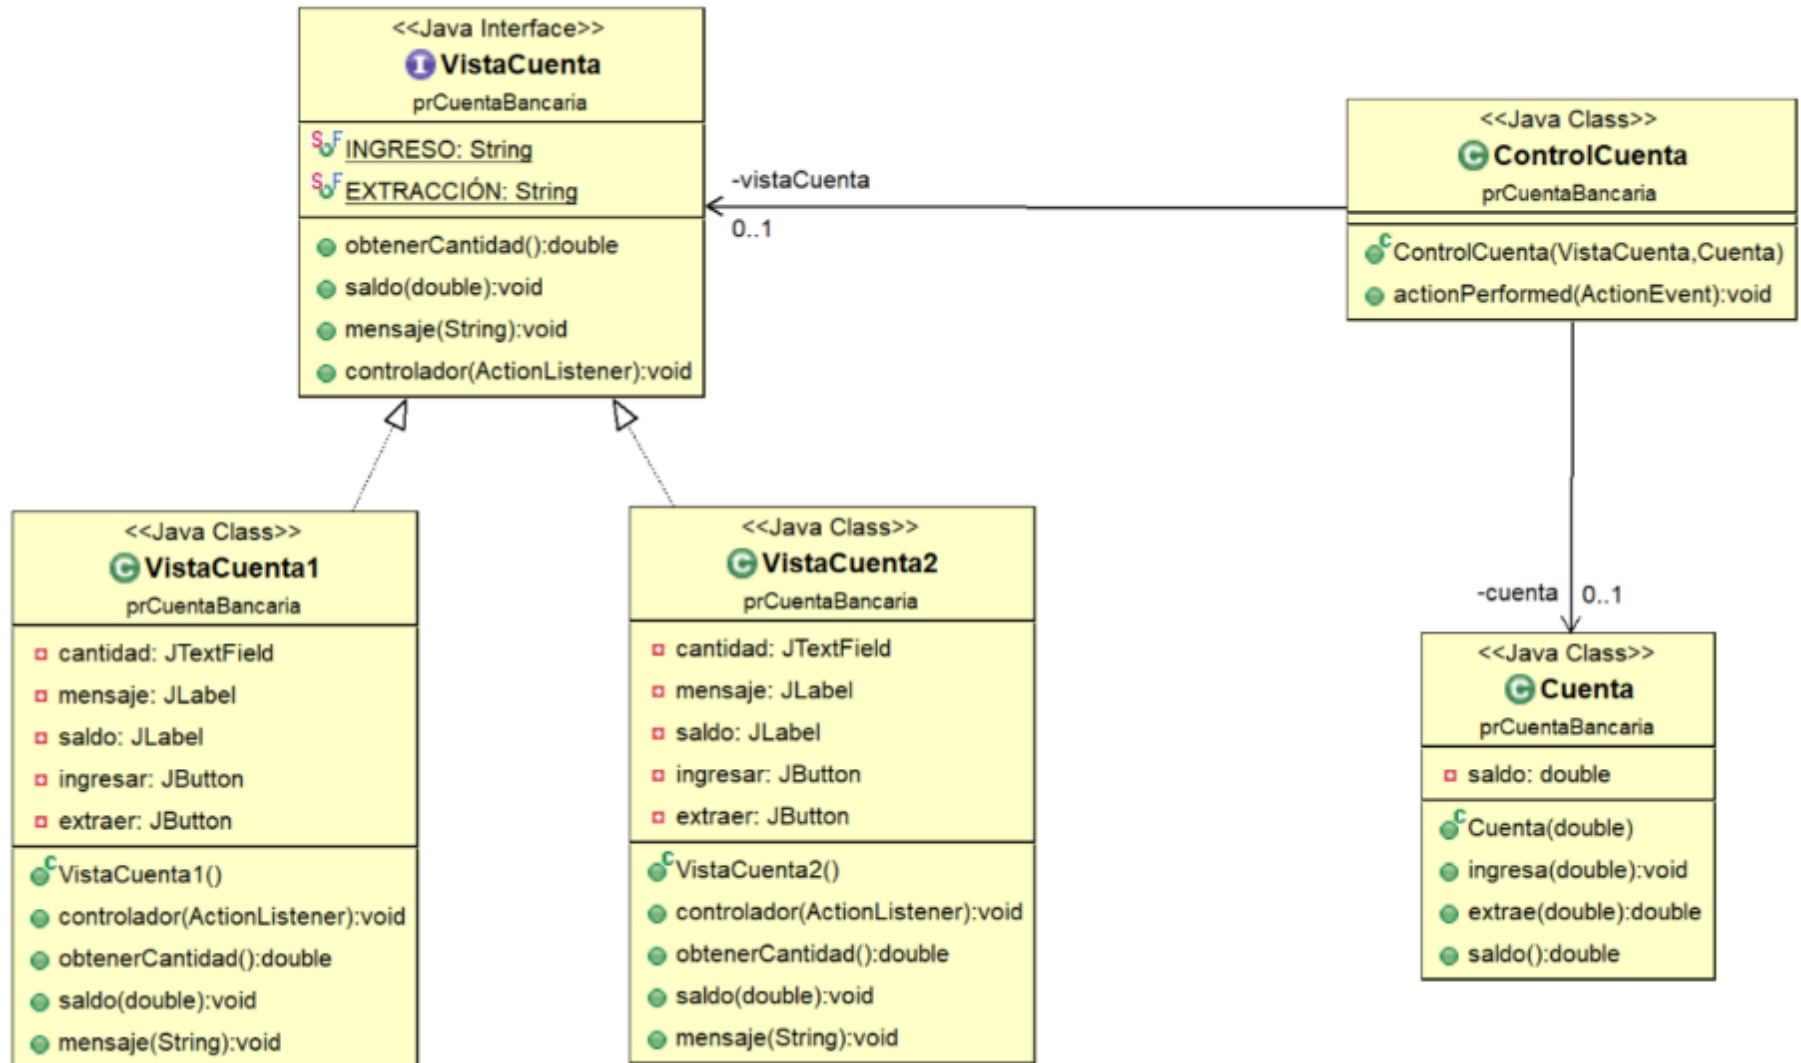 <<Java Interface>>
VistaCuenta
prCuentaBancaria
INGRESO: String
EXTRACCIÓN: String
obtenerCantidad():double
saldo(double):void
mensaje(String):void
controlador(ActionListener):void
-vistaCuenta
0..1
<<Java Class>>
ControlCuenta
prCuentaBancaria
ControlCuenta(VistaCuenta,Cuenta)
actionPerformed(ActionEvent):void
<<Java Class>>
VistaCuenta1
prCuentaBancaria
cantidad: JTextField
mensaje: JLabel
saldo: JLabel
ingresar: JButton
extraer: JButton
VistaCuenta1()
controlador(ActionListener):void
obtenerCantidad():double
saldo(double):void
mensaje(String):void
<<Java Class>>
VistaCuenta2
prCuentaBancaria
cantidad: JTextField
mensaje: JLabel
saldo: JLabel
ingresar: JButton
extraer: JButton
VistaCuenta2()
controlador(ActionListener):void
obtenerCantidad():double
saldo(double):void
mensaje(String):void
-cuenta 0..1
<<Java Class>>
Cuenta
prCuentaBancaria
saldo: double
Cuenta(double)
ingresa(double):void
extrae(double):double
saldo():double